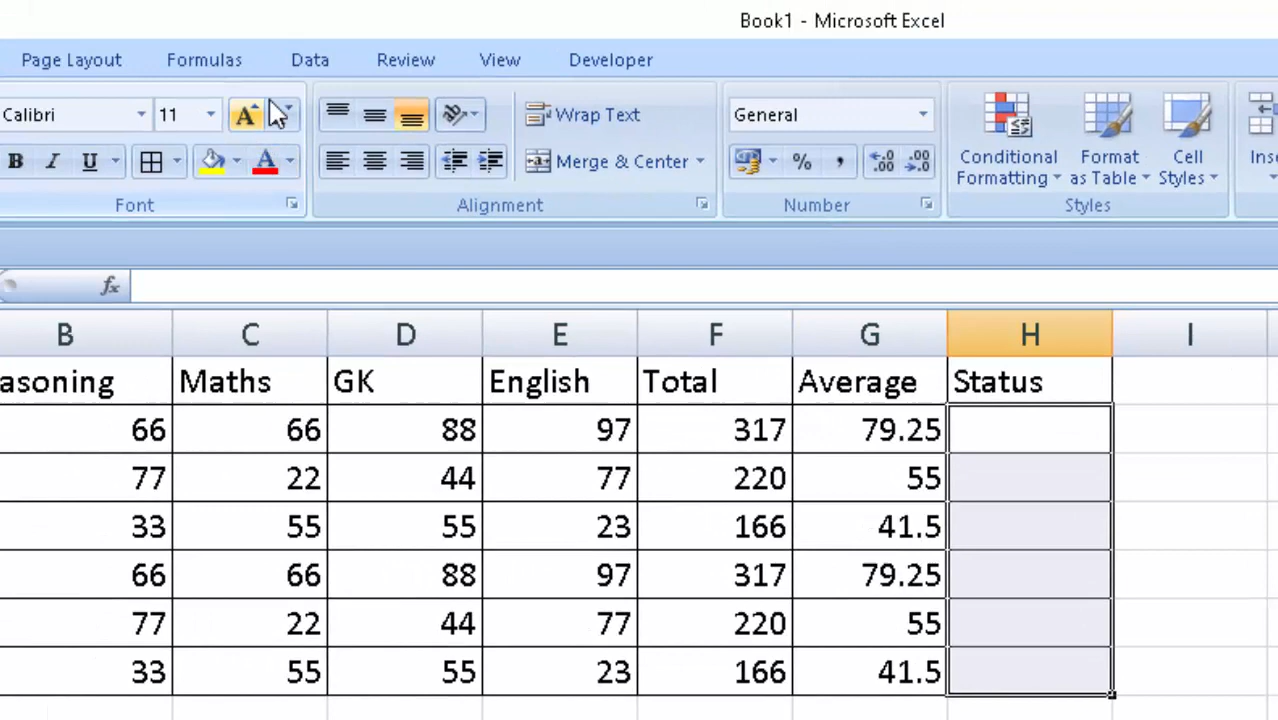 Book1 - Microsoft Excel
Page Layout Formulas Data Review View Developer
Calibri 11 A Wrap Text General
B I U A Merge & Center % , .00 .0
Conditional Formatting
Format as Table
Cell Styles
Font Alignment Number Styles
fx
B C D E F G H I
asoning Maths GK English Total Average Status
66 66 88 97 317 79.25
77 22 44 77 220 55
33 55 55 23 166 41.5
66 66 88 97 317 79.25
77 22 44 77 220 55
33 55 55 23 166 41.5